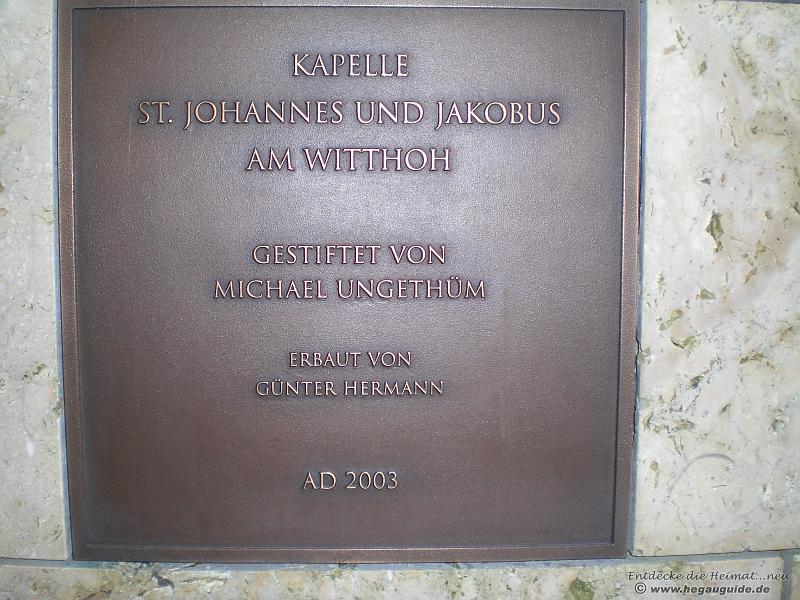 KAPELLE
ST. JOHANNES UND JAKOBUS
AM WITTHOH
GESTIFTET VON
MICHAEL UNGETHÜM
ERBAUT VON
GÜNTER HERMANN
AD 2003
Entdecke die Heimat...neu
© www.hegauguide.de